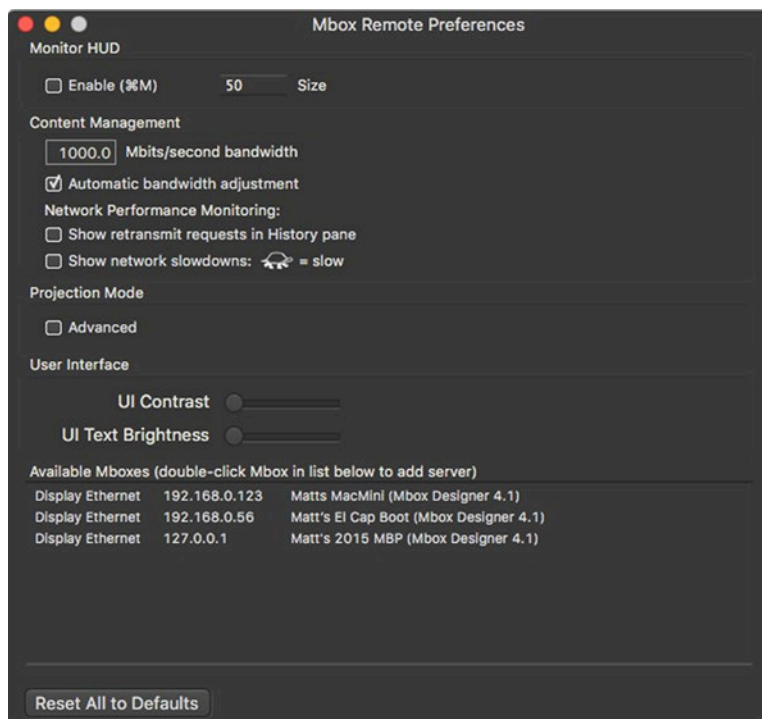 Mbox Remote Preferences
Monitor HUD
Enable (⌘M) 50 Size
Content Management
1000.0 Mbits/second bandwidth
Automatic bandwidth adjustment
Network Performance Monitoring:
Show retransmit requests in History pane
Show network slowdowns: = slow
Projection Mode
Advanced
User Interface
UI Contrast
UI Text Brightness
Available Mboxes (double-click Mbox in list below to add server)
Display Ethernet 192.168.0.123 Matts MacMini (Mbox Designer 4.1)
Display Ethernet 192.168.0.56 Matt's El Cap Boot (Mbox Designer 4.1)
Display Ethernet 127.0.0.1 Matt's 2015 MBP (Mbox Designer 4.1)
Reset All to Defaults